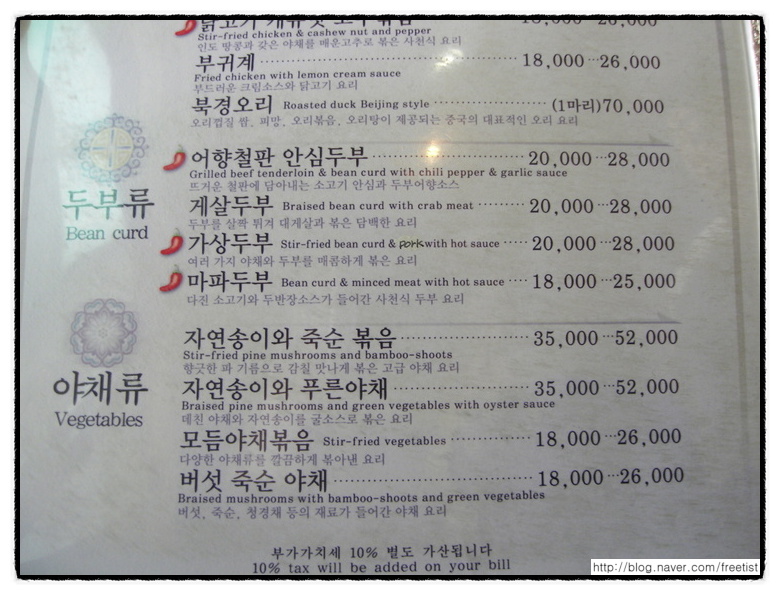 Stir-fried chicken & cashew nut and pepper
인도 땅콩과 갖은 야채를 매운고추로 볶은 사천식 요리
부귀계 18,000 26,000
Fried chicken with lemon cream sauce
부드러운 크림소스와 닭고기 요리
북경오리 Roasted duck Beijing style (1마리)70,000
오리껍질 쌈, 피망, 오리볶음, 오리탕이 제공되는 중국의 대표적인 오리 요리
두부류
Bean curd
어향철판 안심두부 20,000 28,000
Grilled beef tenderloin & bean curd with chili pepper & garlic sauce
뜨거운 철판에 담아내는 소고기 안심과 두부어향소스
게살두부 Braised bean curd with crab meat 20,000 28,000
두부를 살짝 튀겨 대게살과 볶은 담백한 요리
가상두부 Stir-fried bean curd & pork with hot sauce 20,000 28,000
여러 가지 야채와 두부를 매콤하게 볶은 요리
마파두부 Bean curd & minced meat with hot sauce 18,000 25,000
다진 소고기와 두반장소스가 들어간 사천식 두부 요리
야채류
Vegetables
자연송이와 죽순 볶음 35,000 52,000
Stir-fried pine mushrooms and bamboo-shoots
향긋한 파 기름으로 감칠 맛나게 볶은 고급 야채 요리
자연송이와 푸른야채 35,000 52,000
Braised pine mushrooms and green vegetables with oyster sauce
데친 야채와 자연송이를 굴소스로 볶은 요리
모듬야채볶음 Stir-fried vegetables 18,000 26,000
다양한 야채류를 깔끔하게 볶아낸 요리
버섯 죽순 야채 18,000 26,000
Braised mushrooms with bamboo-shoots and green vegetables
버섯, 죽순, 청경채 등의 재료가 들어간 야채 요리
부가가치세 10% 별도 가산됩니다
10% tax will be added on your bill
http://blog.naver.com/freetist